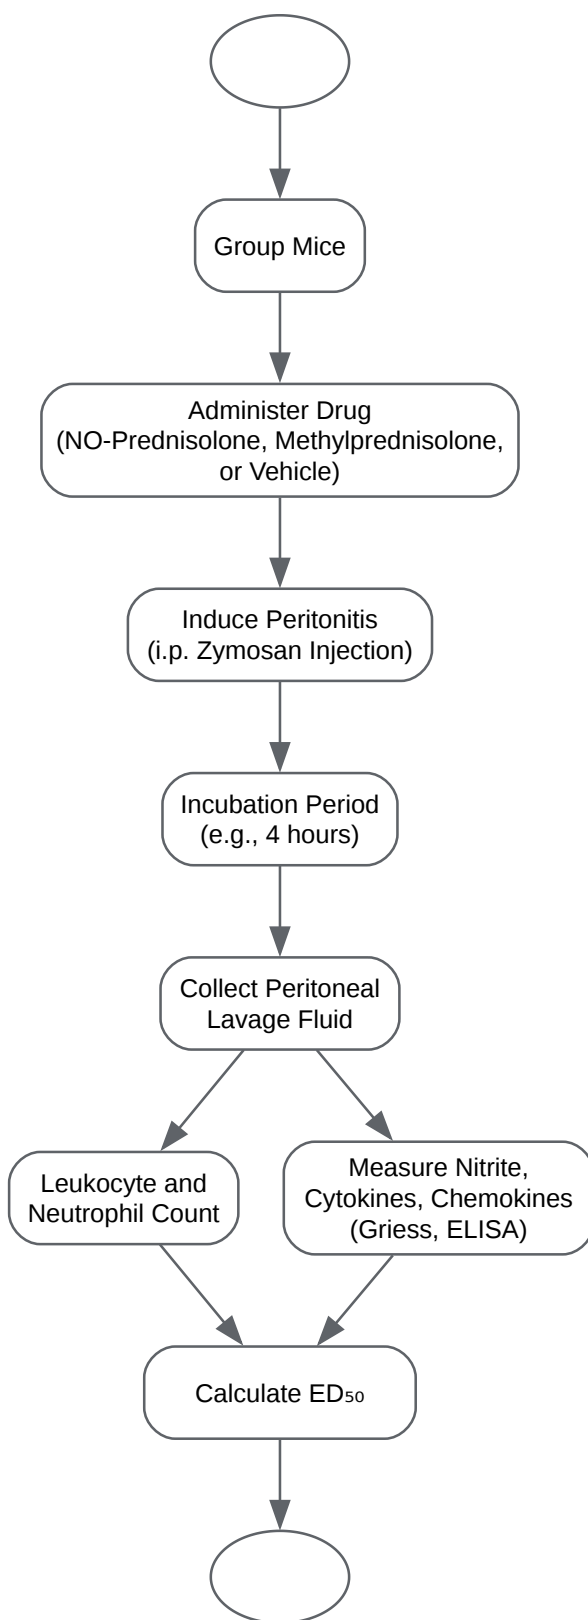 Group Mice
Administer Drug
(NO-Prednisolone, Methylprednisolone,
or Vehicle)
Induce Peritonitis
(i.p. Zymosan Injection)
Incubation Period
(e.g., 4 hours)
Collect Peritoneal
Lavage Fluid
Leukocyte and
Neutrophil Count
Measure Nitrite,
Cytokines, Chemokines
(Griess, ELISA)
Calculate ED₅₀